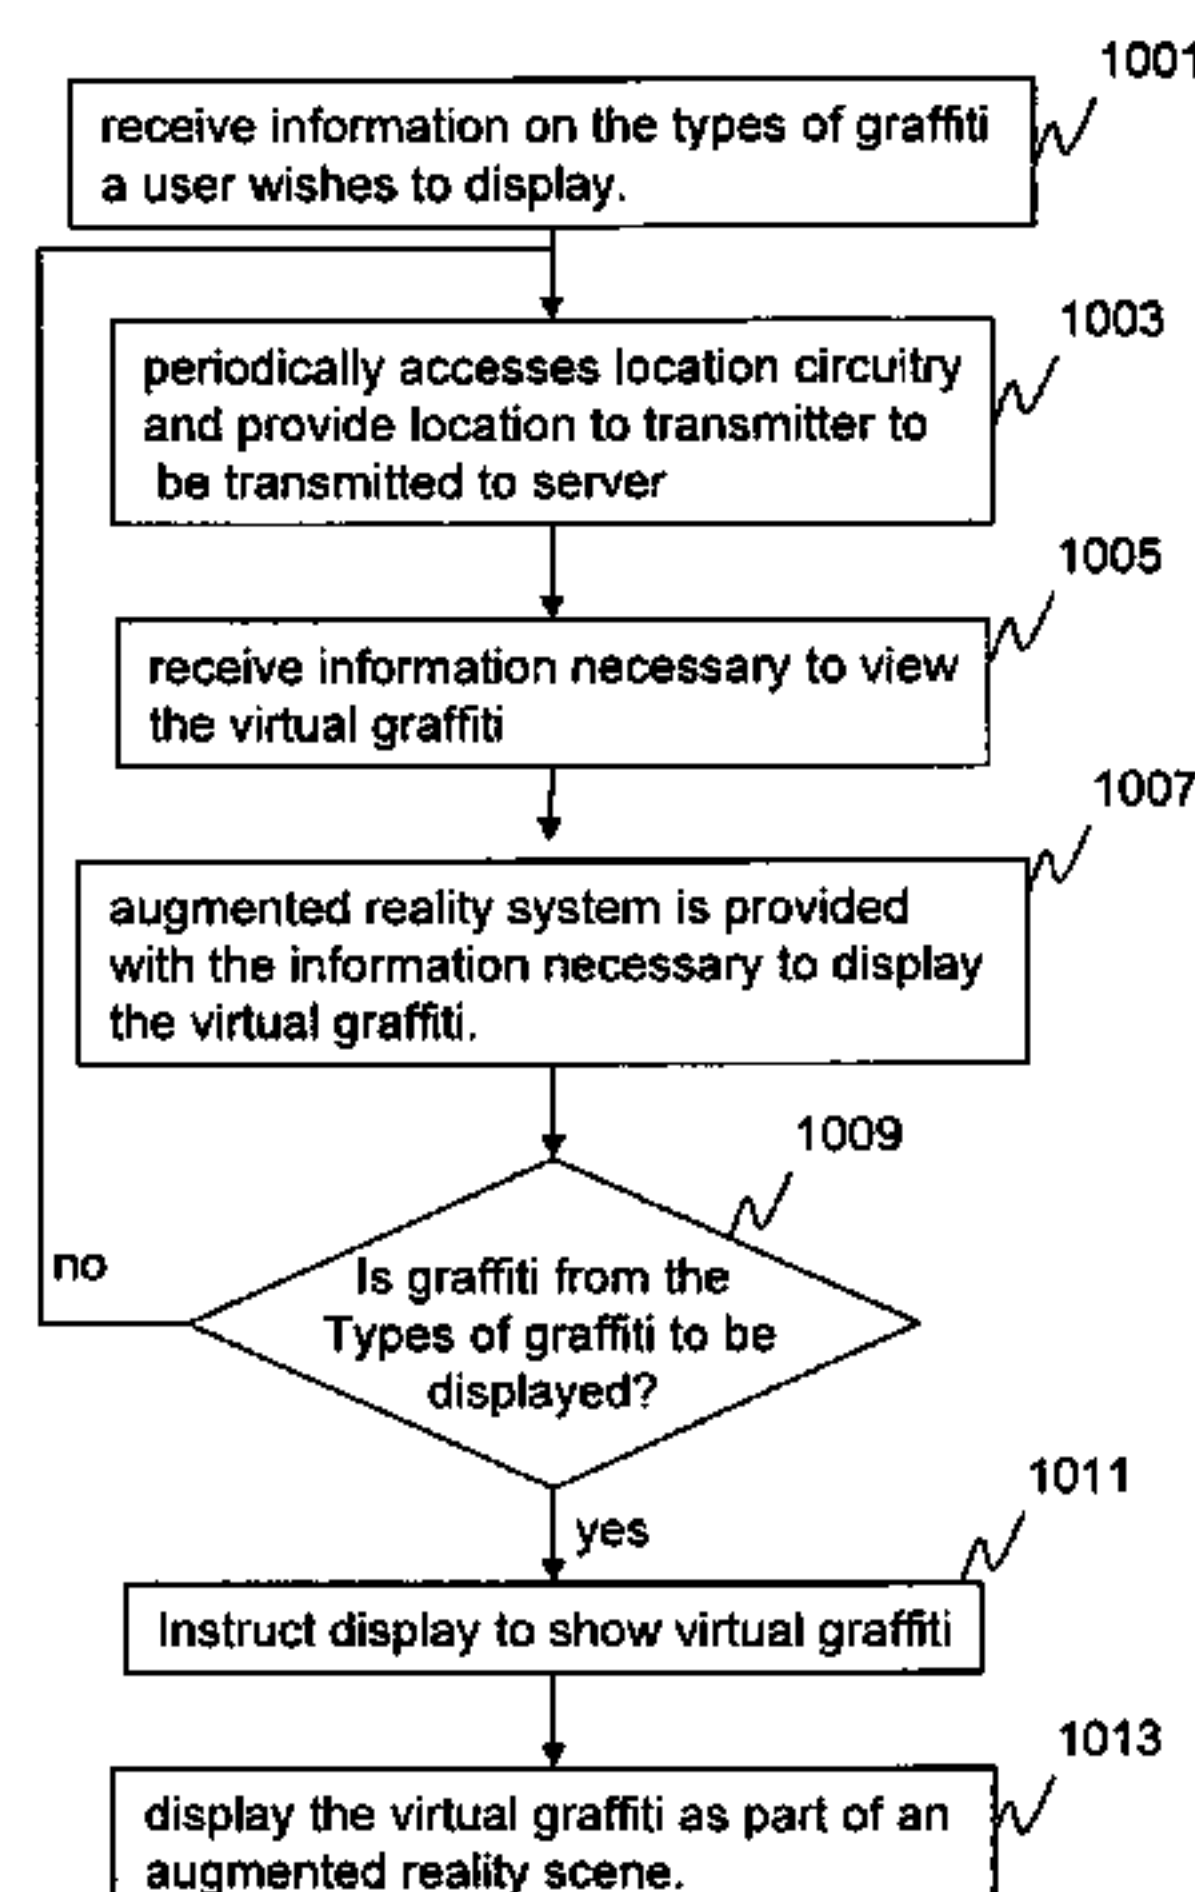 1001
receive information on the types of graffiti
a user wishes to display.
1003
periodically accesses location circuitry
and provide location to transmitter to
be transmitted to server
1005
receive information necessary to view
the virtual graffiti
1007
augmented reality system is provided
with the information necessary to display
the virtual graffiti.
1009
no
Is graffiti from the
Types of graffiti to be
displayed?
1011
yes
Instruct display to show virtual graffiti
1013
display the virtual graffiti as part of an
augmented reality scene.